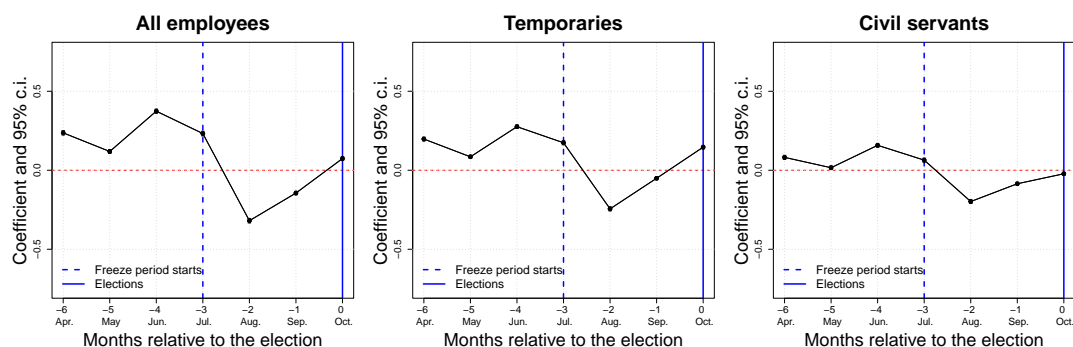 All employees
Coefficient and 95% c.i.
0.5
0.0
−0.5
Freeze period starts
Elections
−6 −5 −4 −3 −2 −1 0
Apr. May Jun. Jul. Aug. Sep. Oct.
Months relative to the election
Temporaries
Coefficient and 95% c.i.
0.5
0.0
−0.5
Freeze period starts
Elections
−6 −5 −4 −3 −2 −1 0
Apr. May Jun. Jul. Aug. Sep. Oct.
Months relative to the election
Civil servants
Coefficient and 95% c.i.
0.5
0.0
−0.5
Freeze period starts
Elections
−6 −5 −4 −3 −2 −1 0
Apr. May Jun. Jul. Aug. Sep. Oct.
Months relative to the election